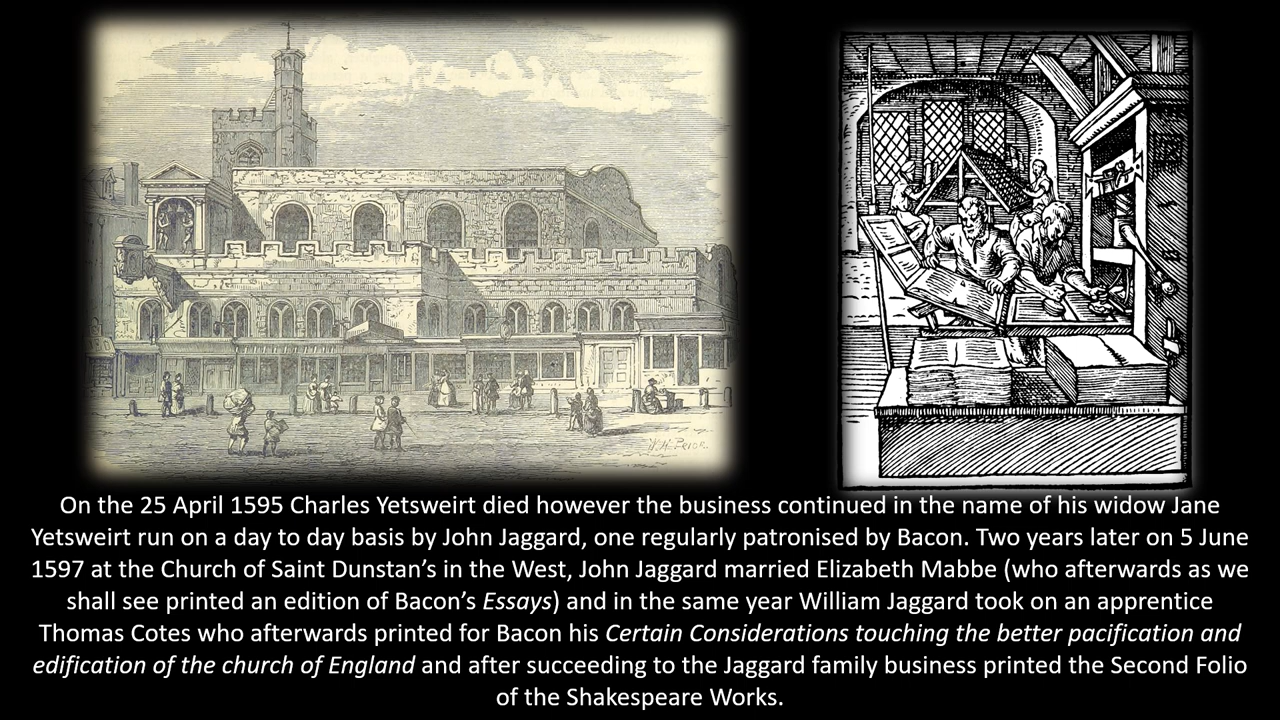 W. H. PRIOR.
On the 25 April 1595 Charles Yetsweirt died however the business continued in the name of his widow Jane
Yetsweirt run on a day to day basis by John Jaggard, one regularly patronised by Bacon. Two years later on 5 June
1597 at the Church of Saint Dunstan’s in the West, John Jaggard married Elizabeth Mabbe (who afterwards as we
shall see printed an edition of Bacon’s Essays) and in the same year William Jaggard took on an apprentice
Thomas Cotes who afterwards printed for Bacon his Certain Considerations touching the better pacification and
edification of the church of England and after succeeding to the Jaggard family business printed the Second Folio
of the Shakespeare Works.